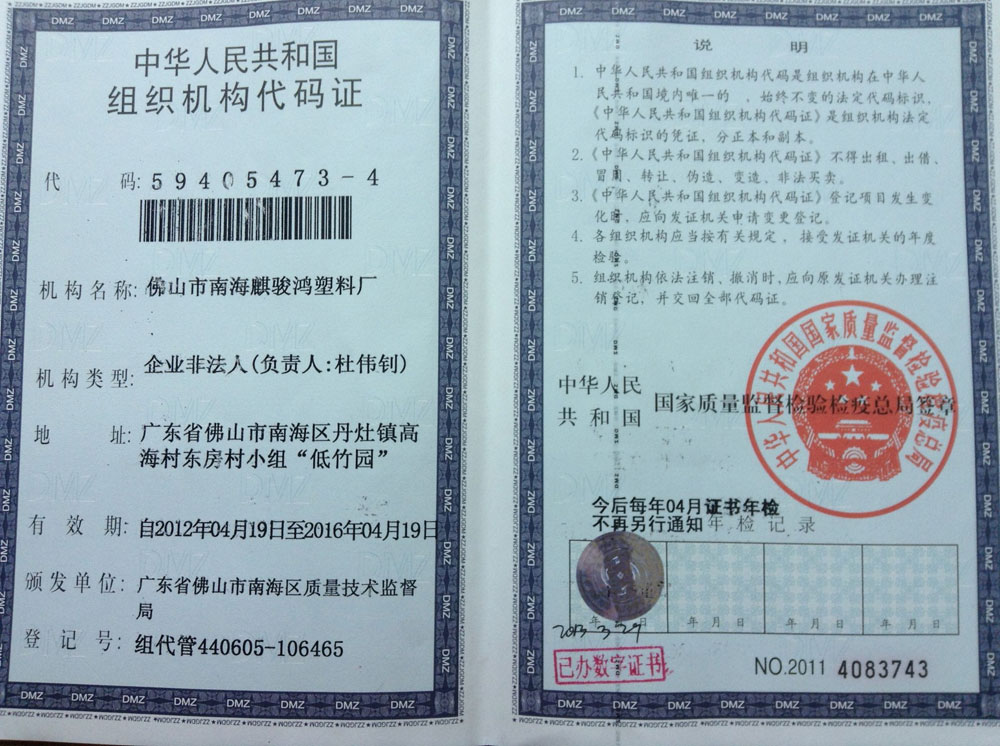 中华人民共和国
组织机构代码证
代 码: 59405473-4
机构名称: 佛山市南海麒骏鸿塑料厂
机构类型: 企业非法人(负责人:杜伟钊)
地 址: 广东省佛山市南海区丹灶镇高
海村东房村小组“低竹园”
有 效 期: 自2012年04月19日至2016年04月19日
颁发单位: 广东省佛山市南海区质量技术监督
局
登 记 号: 组代管440605-106465
说 明
1. 中华人民共和国组织机构代码是组织机构在中华人
民共和国境内唯一的 、始终不变的法定代码标识,
《中华人民共和国组织机构代码证》是组织机构法定
代码标识的凭证,分正本和副本。
2.《中华人民共和国组织机构代码证》不得出租、出借、
冒用、转让、伪造、变造、非法买卖。
3.《中华人民共和国组织机构代码证》登记项目发生变
化时,应向发证机关申请变更登记。
4. 各组织机构应当按有关规定 ,接受发证机关的年度
检验。
5. 组织机构依法注销、撤消时,应向原发证机关办理注
销登记,并交回全部代码证。
中华人民共和国国家质量监督检验检疫总局
中华人民
共 和 国
国家质量监督检验检疫总局签章
今后每年04月证书年检
不再另行通知年检记录
年 日 年 月 日 年 月 日 年 月 日
2013-3-27
已办数字证书
NO.2011 4083743